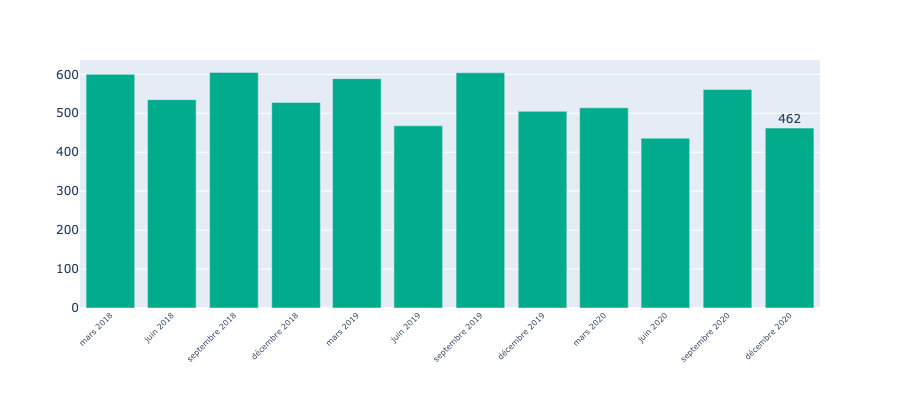 600
500
400
300
200
100
0
462
mars 2018
juin 2018
septembre 2018
décembre 2018
mars 2019
juin 2019
septembre 2019
décembre 2019
mars 2020
juin 2020
septembre 2020
décembre 2020